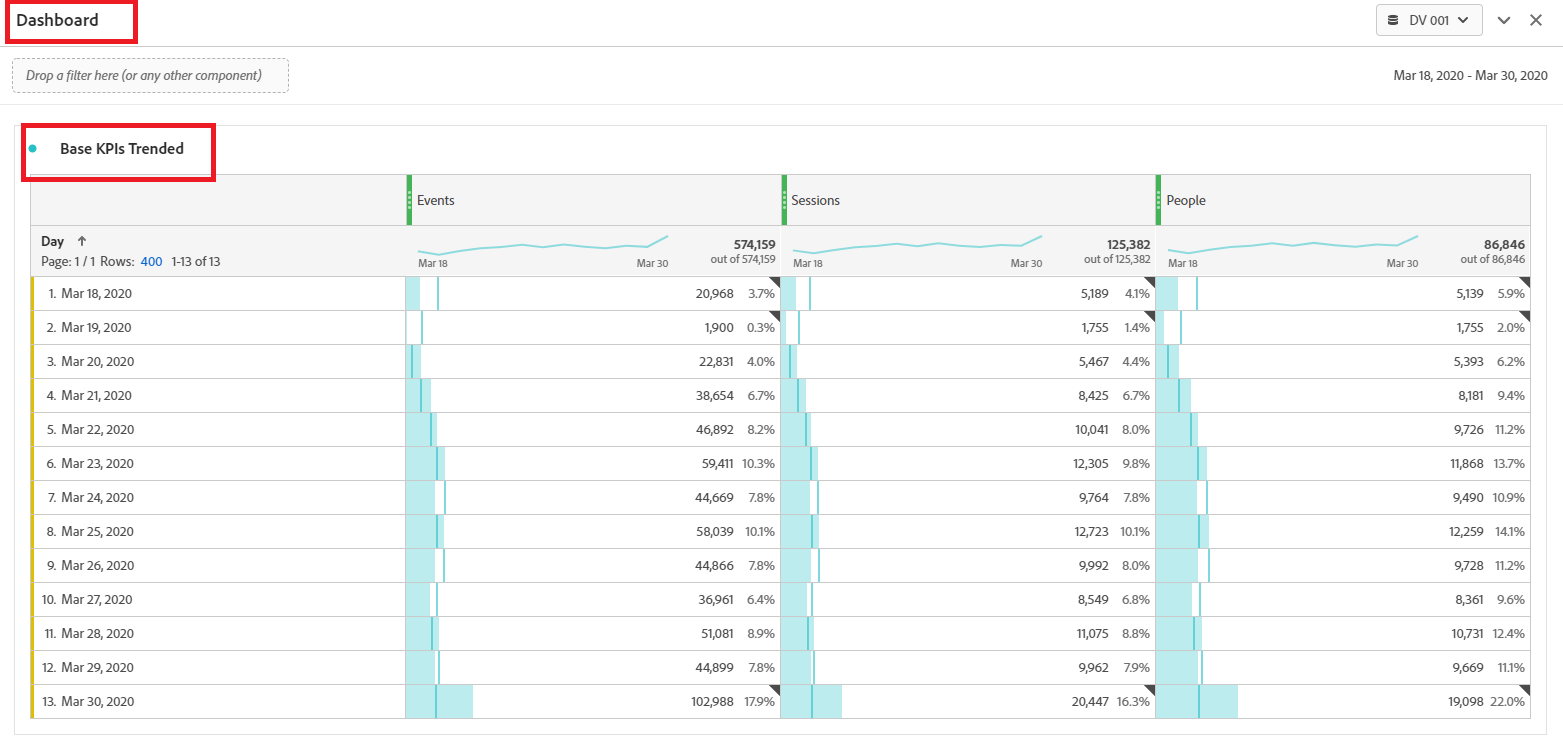 Dashboard DV 001
Drop a filter here (or any other component) Mar 18, 2020 - Mar 30, 2020
Base KPIs Trended
Events Sessions People
Day ↑ 574,159 125,382 86,846
Page: 1 / 1 Rows: 400 1-13 of 13 Mar 18 Mar 30 out of 574,159 Mar 18 Mar 30 out of 125,382 Mar 18 Mar 30 out of 86,846
1. Mar 18, 2020 20,968 3.7% 5,189 4.1% 5,139 5.9%
2. Mar 19, 2020 1,900 0.3% 1,755 1.4% 1,755 2.0%
3. Mar 20, 2020 22,831 4.0% 5,467 4.4% 5,393 6.2%
4. Mar 21, 2020 38,654 6.7% 8,425 6.7% 8,181 9.4%
5. Mar 22, 2020 46,892 8.2% 10,041 8.0% 9,726 11.2%
6. Mar 23, 2020 59,411 10.3% 12,305 9.8% 11,868 13.7%
7. Mar 24, 2020 44,669 7.8% 9,764 7.8% 9,490 10.9%
8. Mar 25, 2020 58,039 10.1% 12,723 10.1% 12,259 14.1%
9. Mar 26, 2020 44,866 7.8% 9,992 8.0% 9,728 11.2%
10. Mar 27, 2020 36,961 6.4% 8,549 6.8% 8,361 9.6%
11. Mar 28, 2020 51,081 8.9% 11,075 8.8% 10,731 12.4%
12. Mar 29, 2020 44,899 7.8% 9,962 7.9% 9,669 11.1%
13. Mar 30, 2020 102,988 17.9% 20,447 16.3% 19,098 22.0%